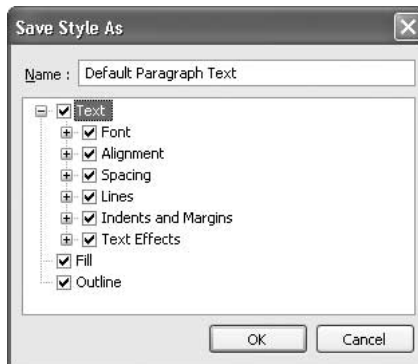 Save Style As
Name : Default Paragraph Text
Text
Font
Alignment
Spacing
Lines
Indents and Margins
Text Effects
Fill
Outline
OK Cancel